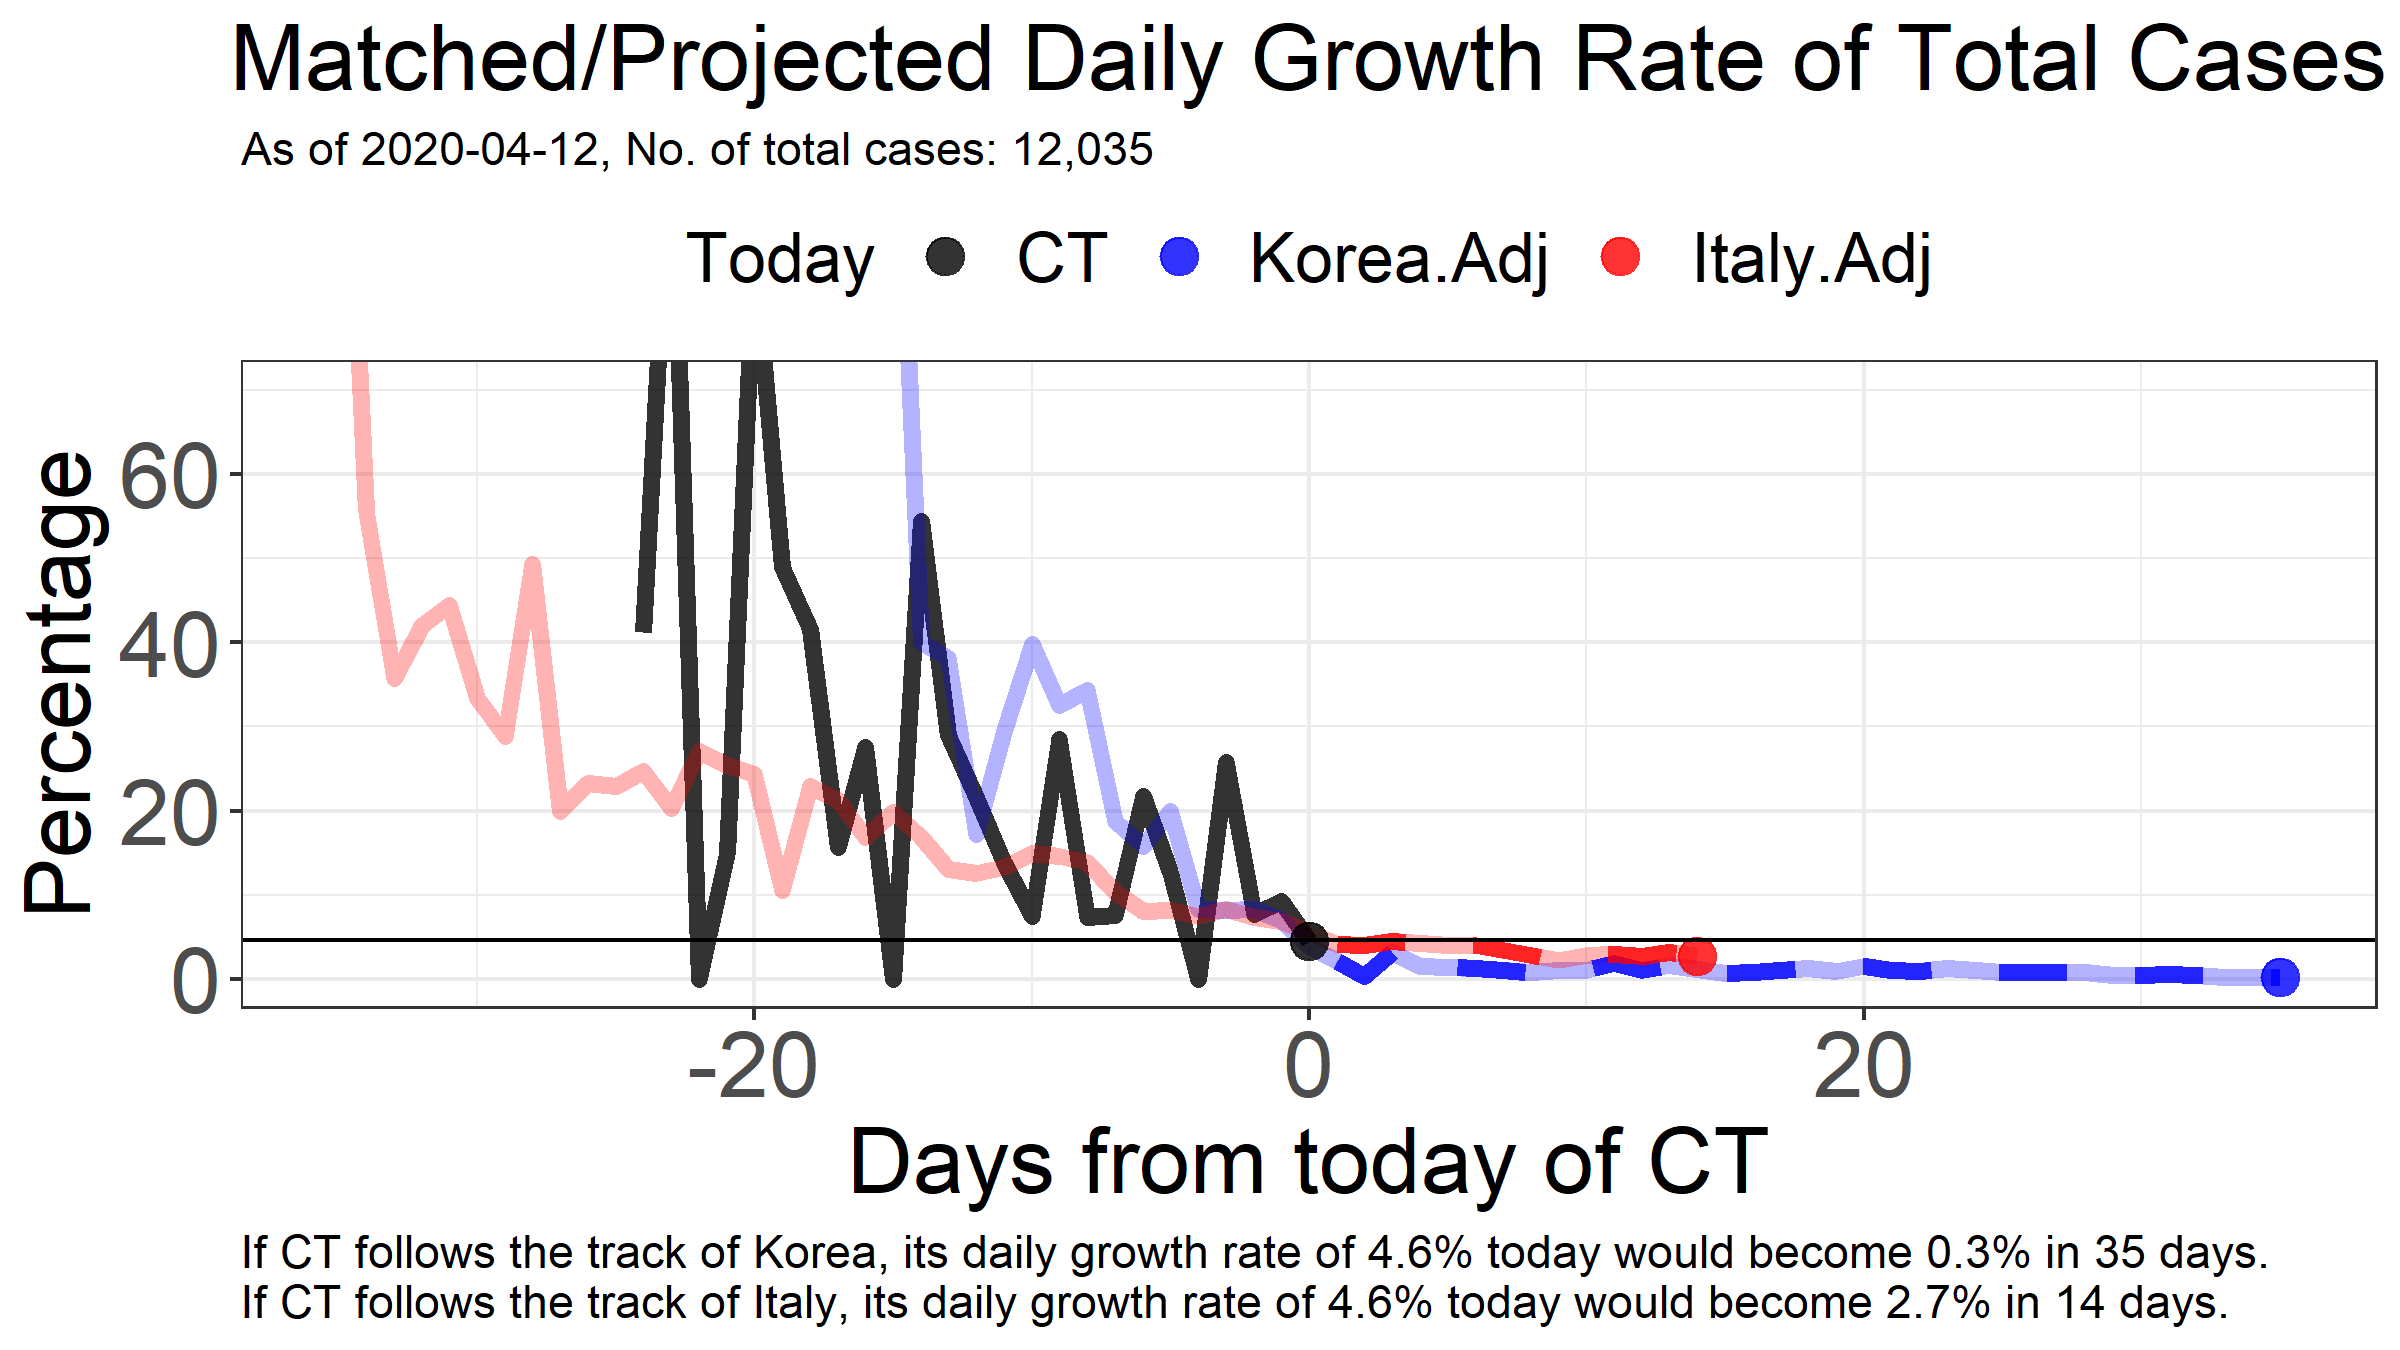 Matched/Projected Daily Growth Rate of Total Cases
As of 2020-04-12, No. of total cases: 12,035
Today CT Korea.Adj Italy.Adj
Percentage
60
40
20
0
-20 0 20
Days from today of CT
If CT follows the track of Korea, its daily growth rate of 4.6% today would become 0.3% in 35 days.
If CT follows the track of Italy, its daily growth rate of 4.6% today would become 2.7% in 14 days.